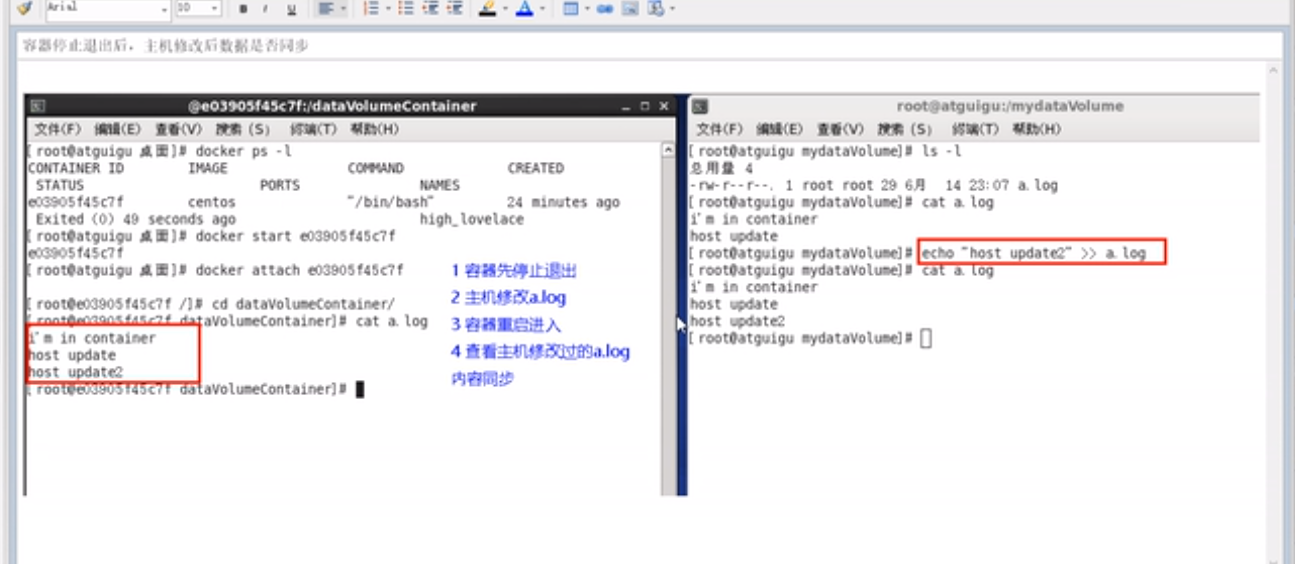 Arial
10
容器停止退出后，主机修改后数据是否同步
@e03905f45c7f:/dataVolumeContainer
文件(F) 编辑(E) 查看(V) 搜索 (S) 终端(T) 帮助(H)
[root@atguigu 桌面]# docker ps -l
CONTAINER ID IMAGE COMMAND CREATED
STATUS PORTS NAMES
e03905f45c7f centos "/bin/bash" 24 minutes ago
Exited (0) 49 seconds ago high_lovelace
[root@atguigu 桌面]# docker start e03905f45c7f
e03905f45c7f
[root@atguigu 桌面]# docker attach e03905f45c7f
[root@e03905f45c7f /]# cd dataVolumeContainer/
[root@e03905f45c7f dataVolumeContainer]# cat a.log
i'm in container
host update
host update2
[root@e03905f45c7f dataVolumeContainer]#
1 容器先停止退出
2 主机修改a.log
3 容器重启进入
4 查看主机修改过的a.log
内容同步
root@atguigu:/mydataVolume
文件(F) 编辑(E) 查看(V) 搜索 (S) 终端(T) 帮助(H)
[root@atguigu mydataVolume]# ls -l
总用量 4
-rw-r--r--. 1 root root 29 6月 14 23:07 a.log
[root@atguigu mydataVolume]# cat a.log
i'm in container
host update
[root@atguigu mydataVolume]# echo "host update2" >> a.log
[root@atguigu mydataVolume]# cat a.log
i'm in container
host update
host update2
[root@atguigu mydataVolume]#